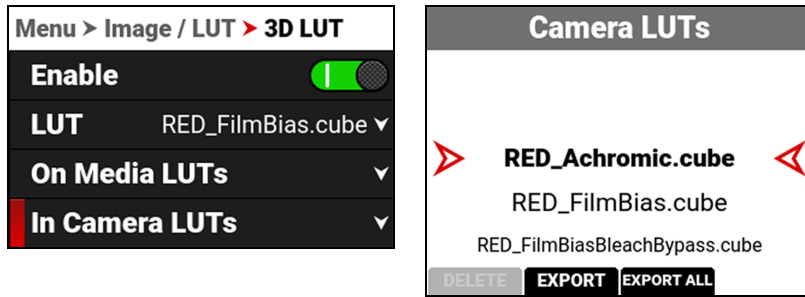 Menu > Image / LUT > 3D LUT
Enable
LUT RED_FilmBias.cube
On Media LUTs
In Camera LUTs
Camera LUTs
RED_Achromic.cube
RED_FilmBias.cube
RED_FilmBiasBleachBypass.cube
DELETE EXPORT EXPORT ALL